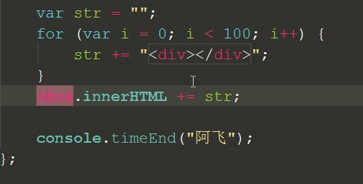 var str = "";
for (var i = 0; i < 100; i++) {
str += "<div></div>";
}
obox.innerHTML += str;
console.timeEnd("阿飞");
};